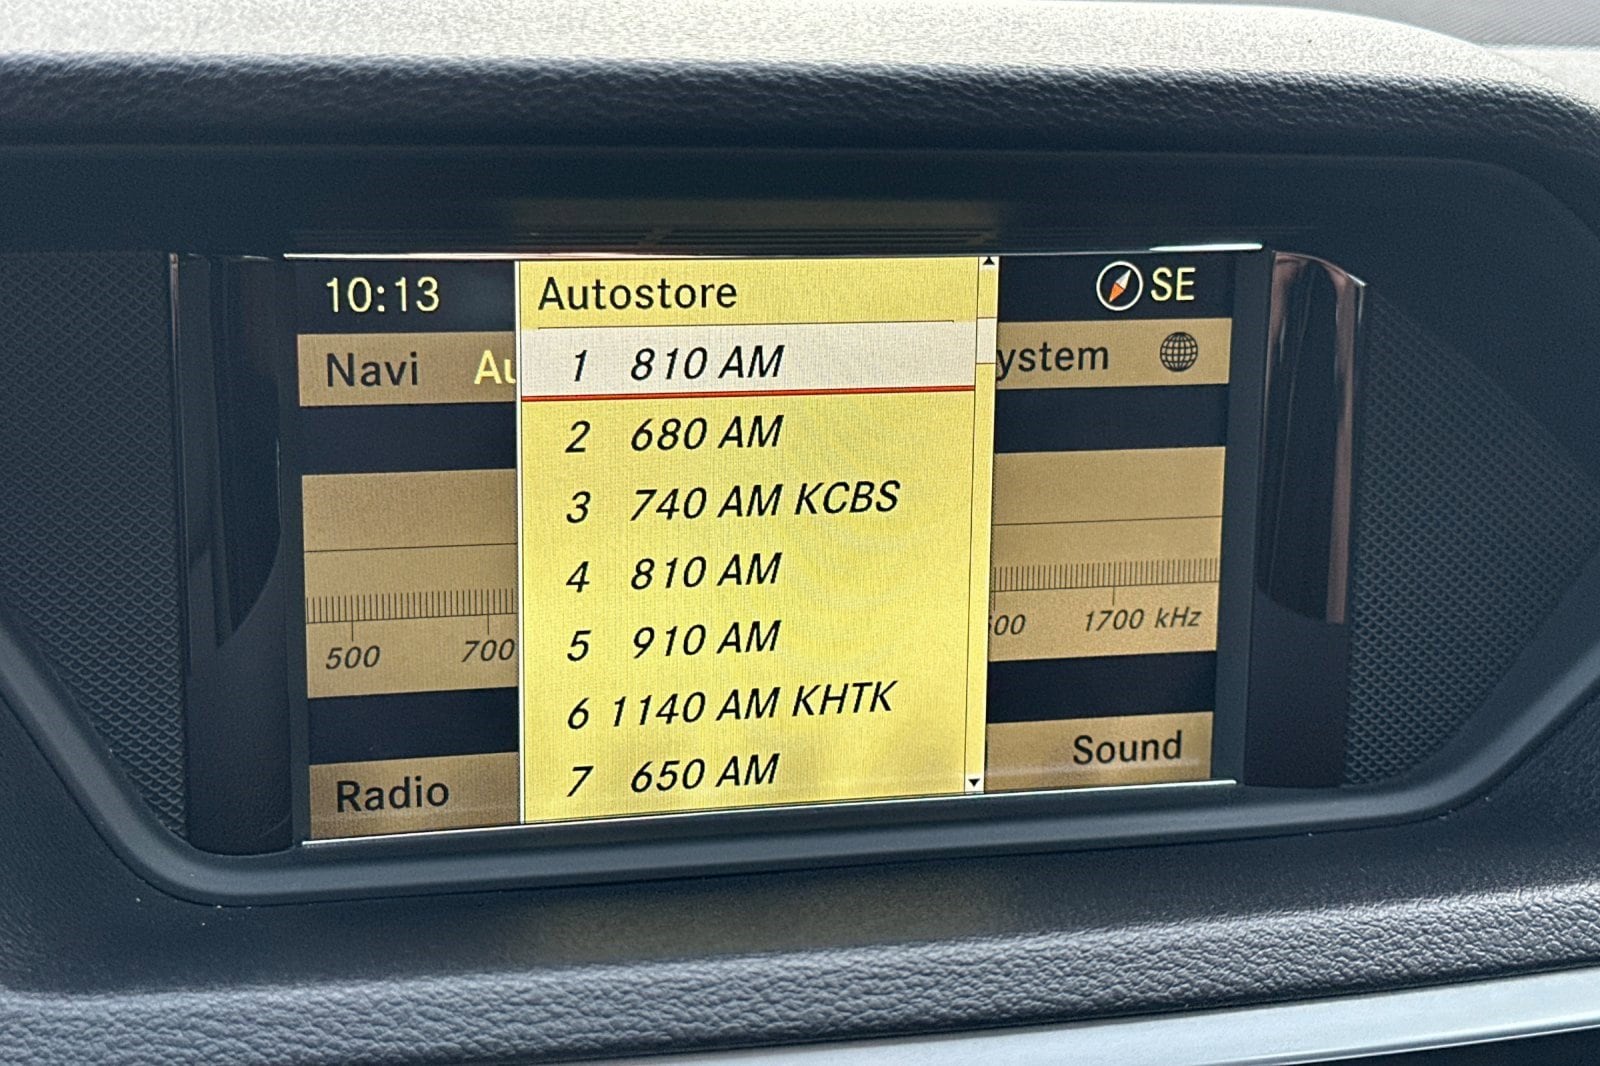 10:13
SE
Navi Au
ystem
Autostore
1 810 AM
2 680 AM
3 740 AM KCBS
4 810 AM
5 910 AM
6 1140 AM KHTK
7 650 AM
500 700
00 1700 kHz
Radio
Sound